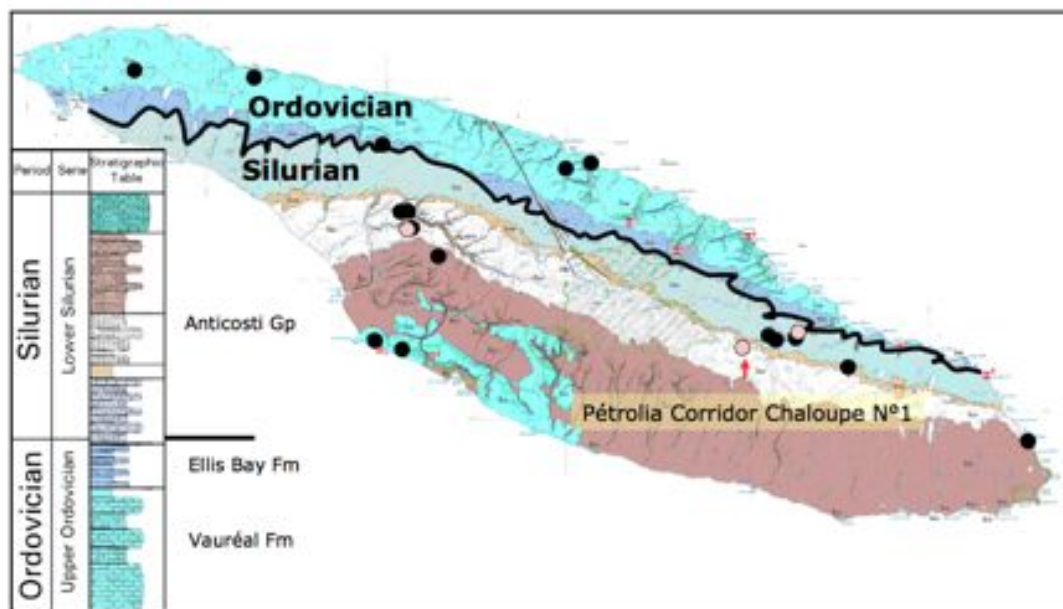 Ordovician
Silurian
Period
Serie
Stratigraphic
Table
Silurian
Lower Silurian
Anticosti Gp
Pétrolia Corridor Chaloupe N°1
Ordovician
Upper Ordovician
Ellis Bay Fm
Vauréal Fm